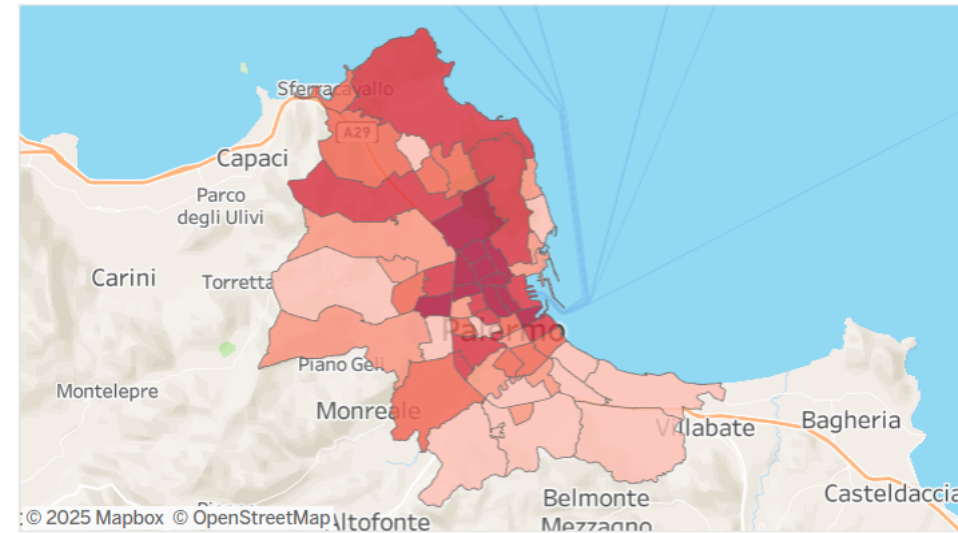 Sferracavallo
A29
Capaci
Parco
degli Ulivi
Carini
Torretta
Palermo
Piano Geli
Montelepre
Monreale
Villabate
Bagheria
Casteldaccia
Belmonte
Mezzagno
© 2025 Mapbox © OpenStreetMap
Altofonte